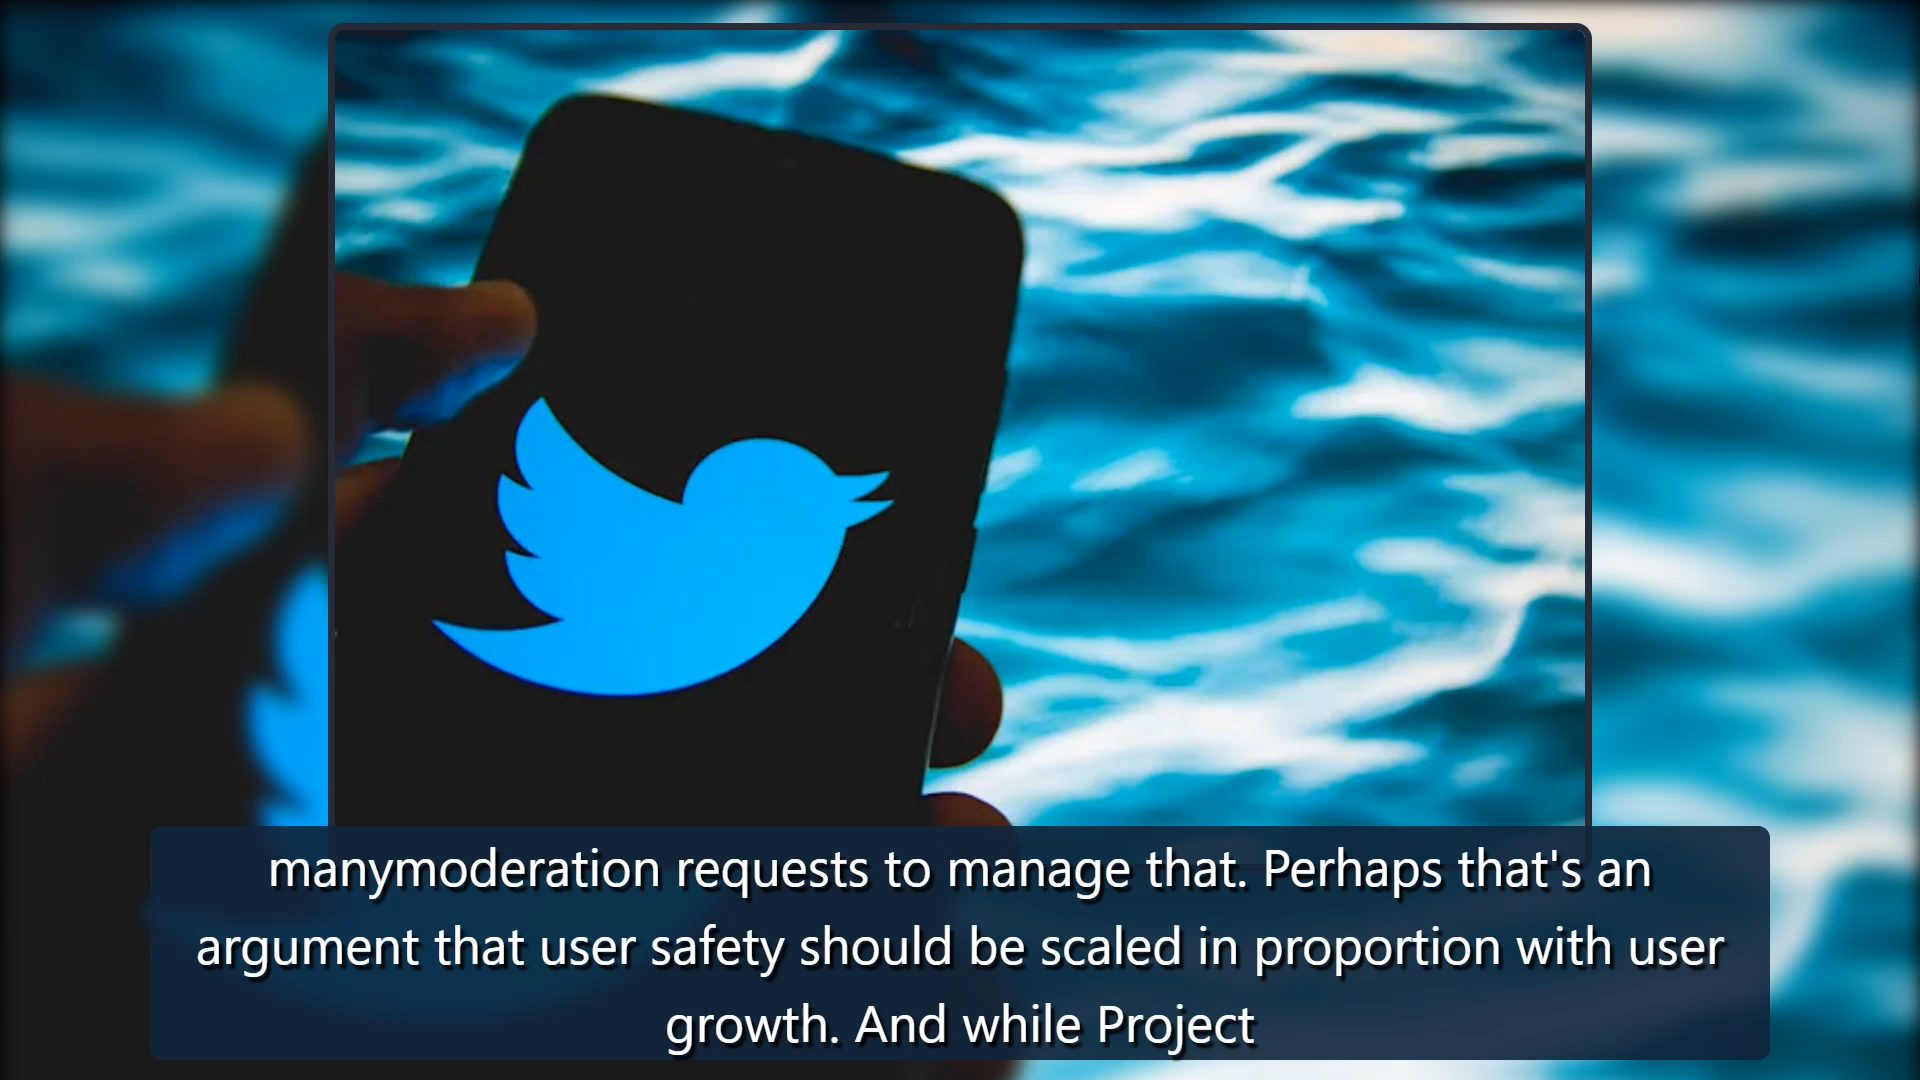 manymoderation requests to manage that. Perhaps that's an
argument that user safety should be scaled in proportion with user
growth. And while Project